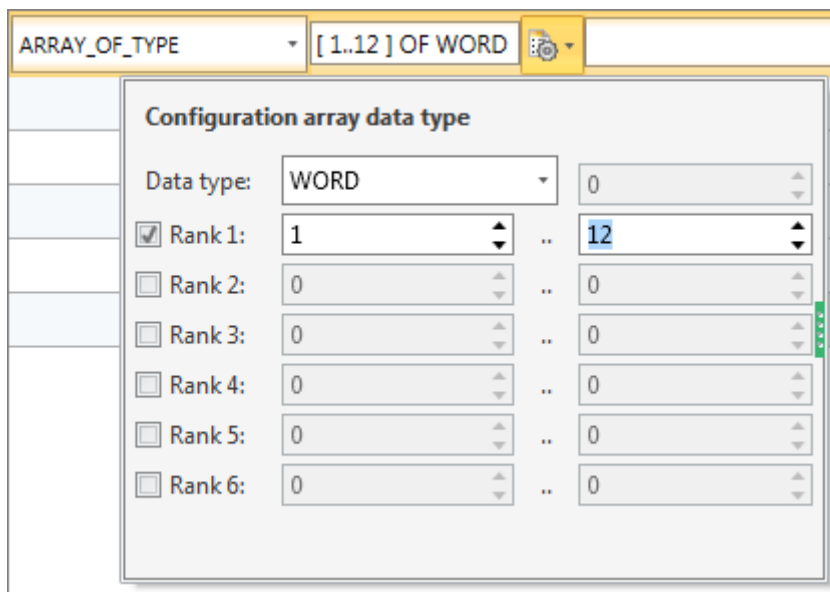 ARRAY_OF_TYPE [ 1..12 ] OF WORD
Configuration array data type
Data type: WORD 0
Rank 1: 1 .. 12
Rank 2: 0 .. 0
Rank 3: 0 .. 0
Rank 4: 0 .. 0
Rank 5: 0 .. 0
Rank 6: 0 .. 0